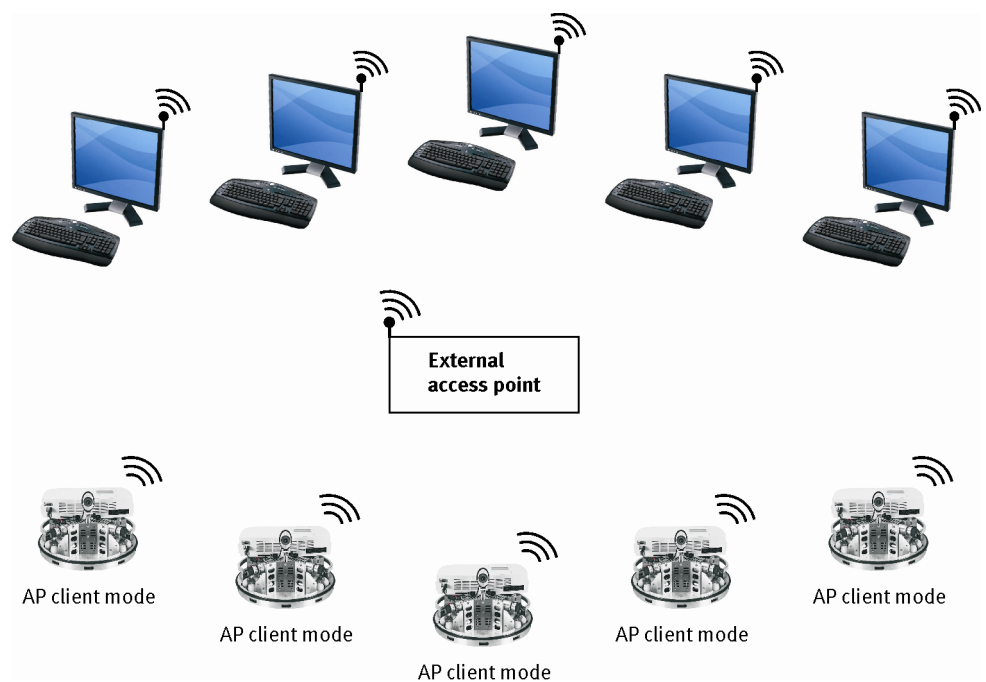 External
access point
AP client mode
AP client mode
AP client mode
AP client mode
AP client mode